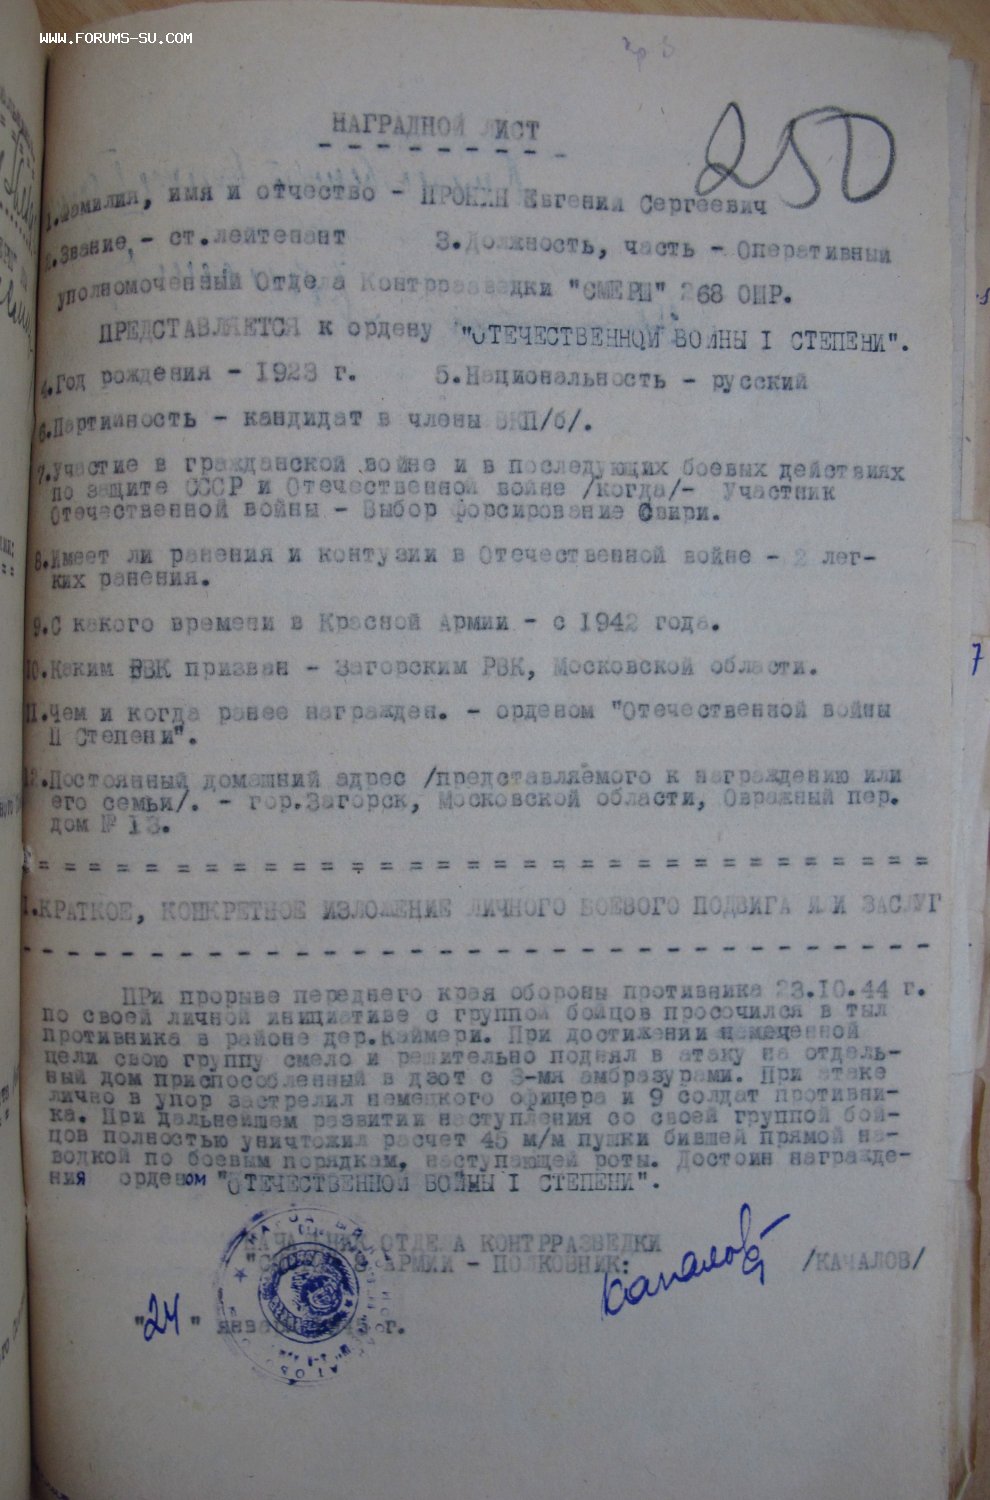 WWW.FORUMS-SU.COM
250
НАГРАДНОЙ ЛИСТ
1.Фамилия, имя и отчество - ПРОНИН Евгений Сергеевич
2.Звание, - ст.лейтенант 3.Должность, часть - Оперативный
уполномоченный Отдела Контрразведки "СМЕРШ" 268 ОПР.
ПРЕДСТАВЛЯЕТСЯ к ордену "ОТЕЧЕСТВЕННОЙ ВОЙНЫ I СТЕПЕНИ".
4.Год рождения - 1923 г. 5.Национальность - русский
6.Партийность - кандидат в члены ВКП/б/.
7.Участие в гражданской войне и в последующих боевых действиях
по защите СССР и Отечественной войне /когда/- Участник
Отечественной войны - Выбор форсирование Свири.
8.Имеет ли ранения и контузии в Отечественной войне - 2 лег-
ких ранения.
9.С какого времени в Красной Армии - с 1942 года.
10.Каким РВК призван - Загорским РВК, Московской области.
11.Чем и когда ранее награжден. - орденом "Отечественной войны
II Степени".
12.Постоянный домашний адрес /представляемого к награждению или
его семьи/. - гор.Загорск, Московской области, Овражный пер.
дом № 13.
1.КРАТКОЕ, КОНКРЕТНОЕ ИЗЛОЖЕНИЕ ЛИЧНОГО БОЕВОГО ПОДВИГА ИЛИ ЗАСЛУГ
ПРи прорыве переднего края обороны противника 23.10.44 г.
по своей личной инициативе с группой бойцов просочился в тыл
противника в районе дер.Каймери. При достижении намеченной
цели свою группу смело и решительно поднял в атаку на отдель-
ный дом приспособленный в дзот с 3-мя амбразурами. При атаке
лично в упор застрелил немецкого офицера и 9 солдат противни-
ка. При дальнейшем развитии наступления со своей группой бой-
цов полностью уничтожил расчет 45 м/м пушки бившей прямой на-
водкой по боевым порядкам, наступающей роты. Достоин награжде-
ния орденом "ОТЕЧЕСТВЕННОЙ ВОЙНЫ I СТЕПЕНИ".
НАЧАЛЬНИК ОТДЕЛА КОНТРРАЗВЕДКИ
АРМИИ - ПОЛКОВНИК: Качалов /КАЧАЛОВ/
"24" января 45 г.
7